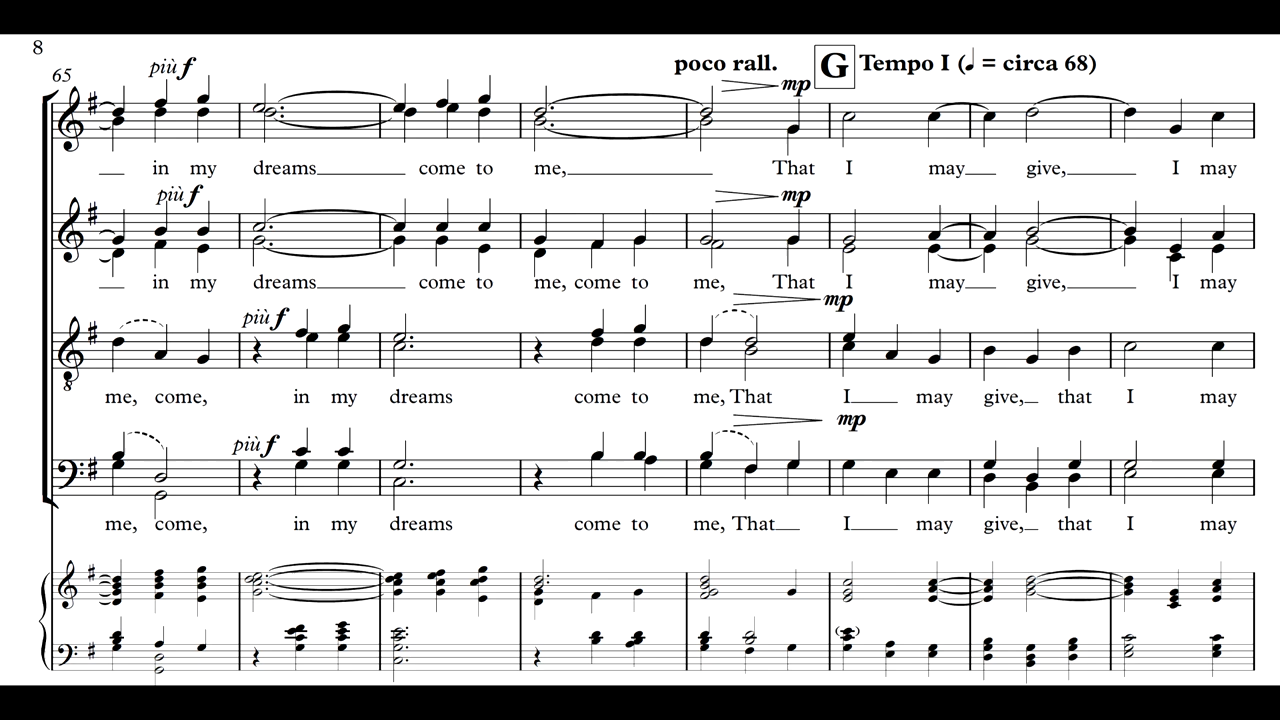 8
65
più f
poco rall.
mp
G Tempo I (♩ = circa 68)
in my dreams come to me, That I may give, I may
più f
mp
in my dreams come to me, come to me, That I may give, I may
più f
mp
8
me, come, in my dreams come to me, That I may give, that I may
più f
mp
me, come, in my dreams come to me, That I may give, that I may